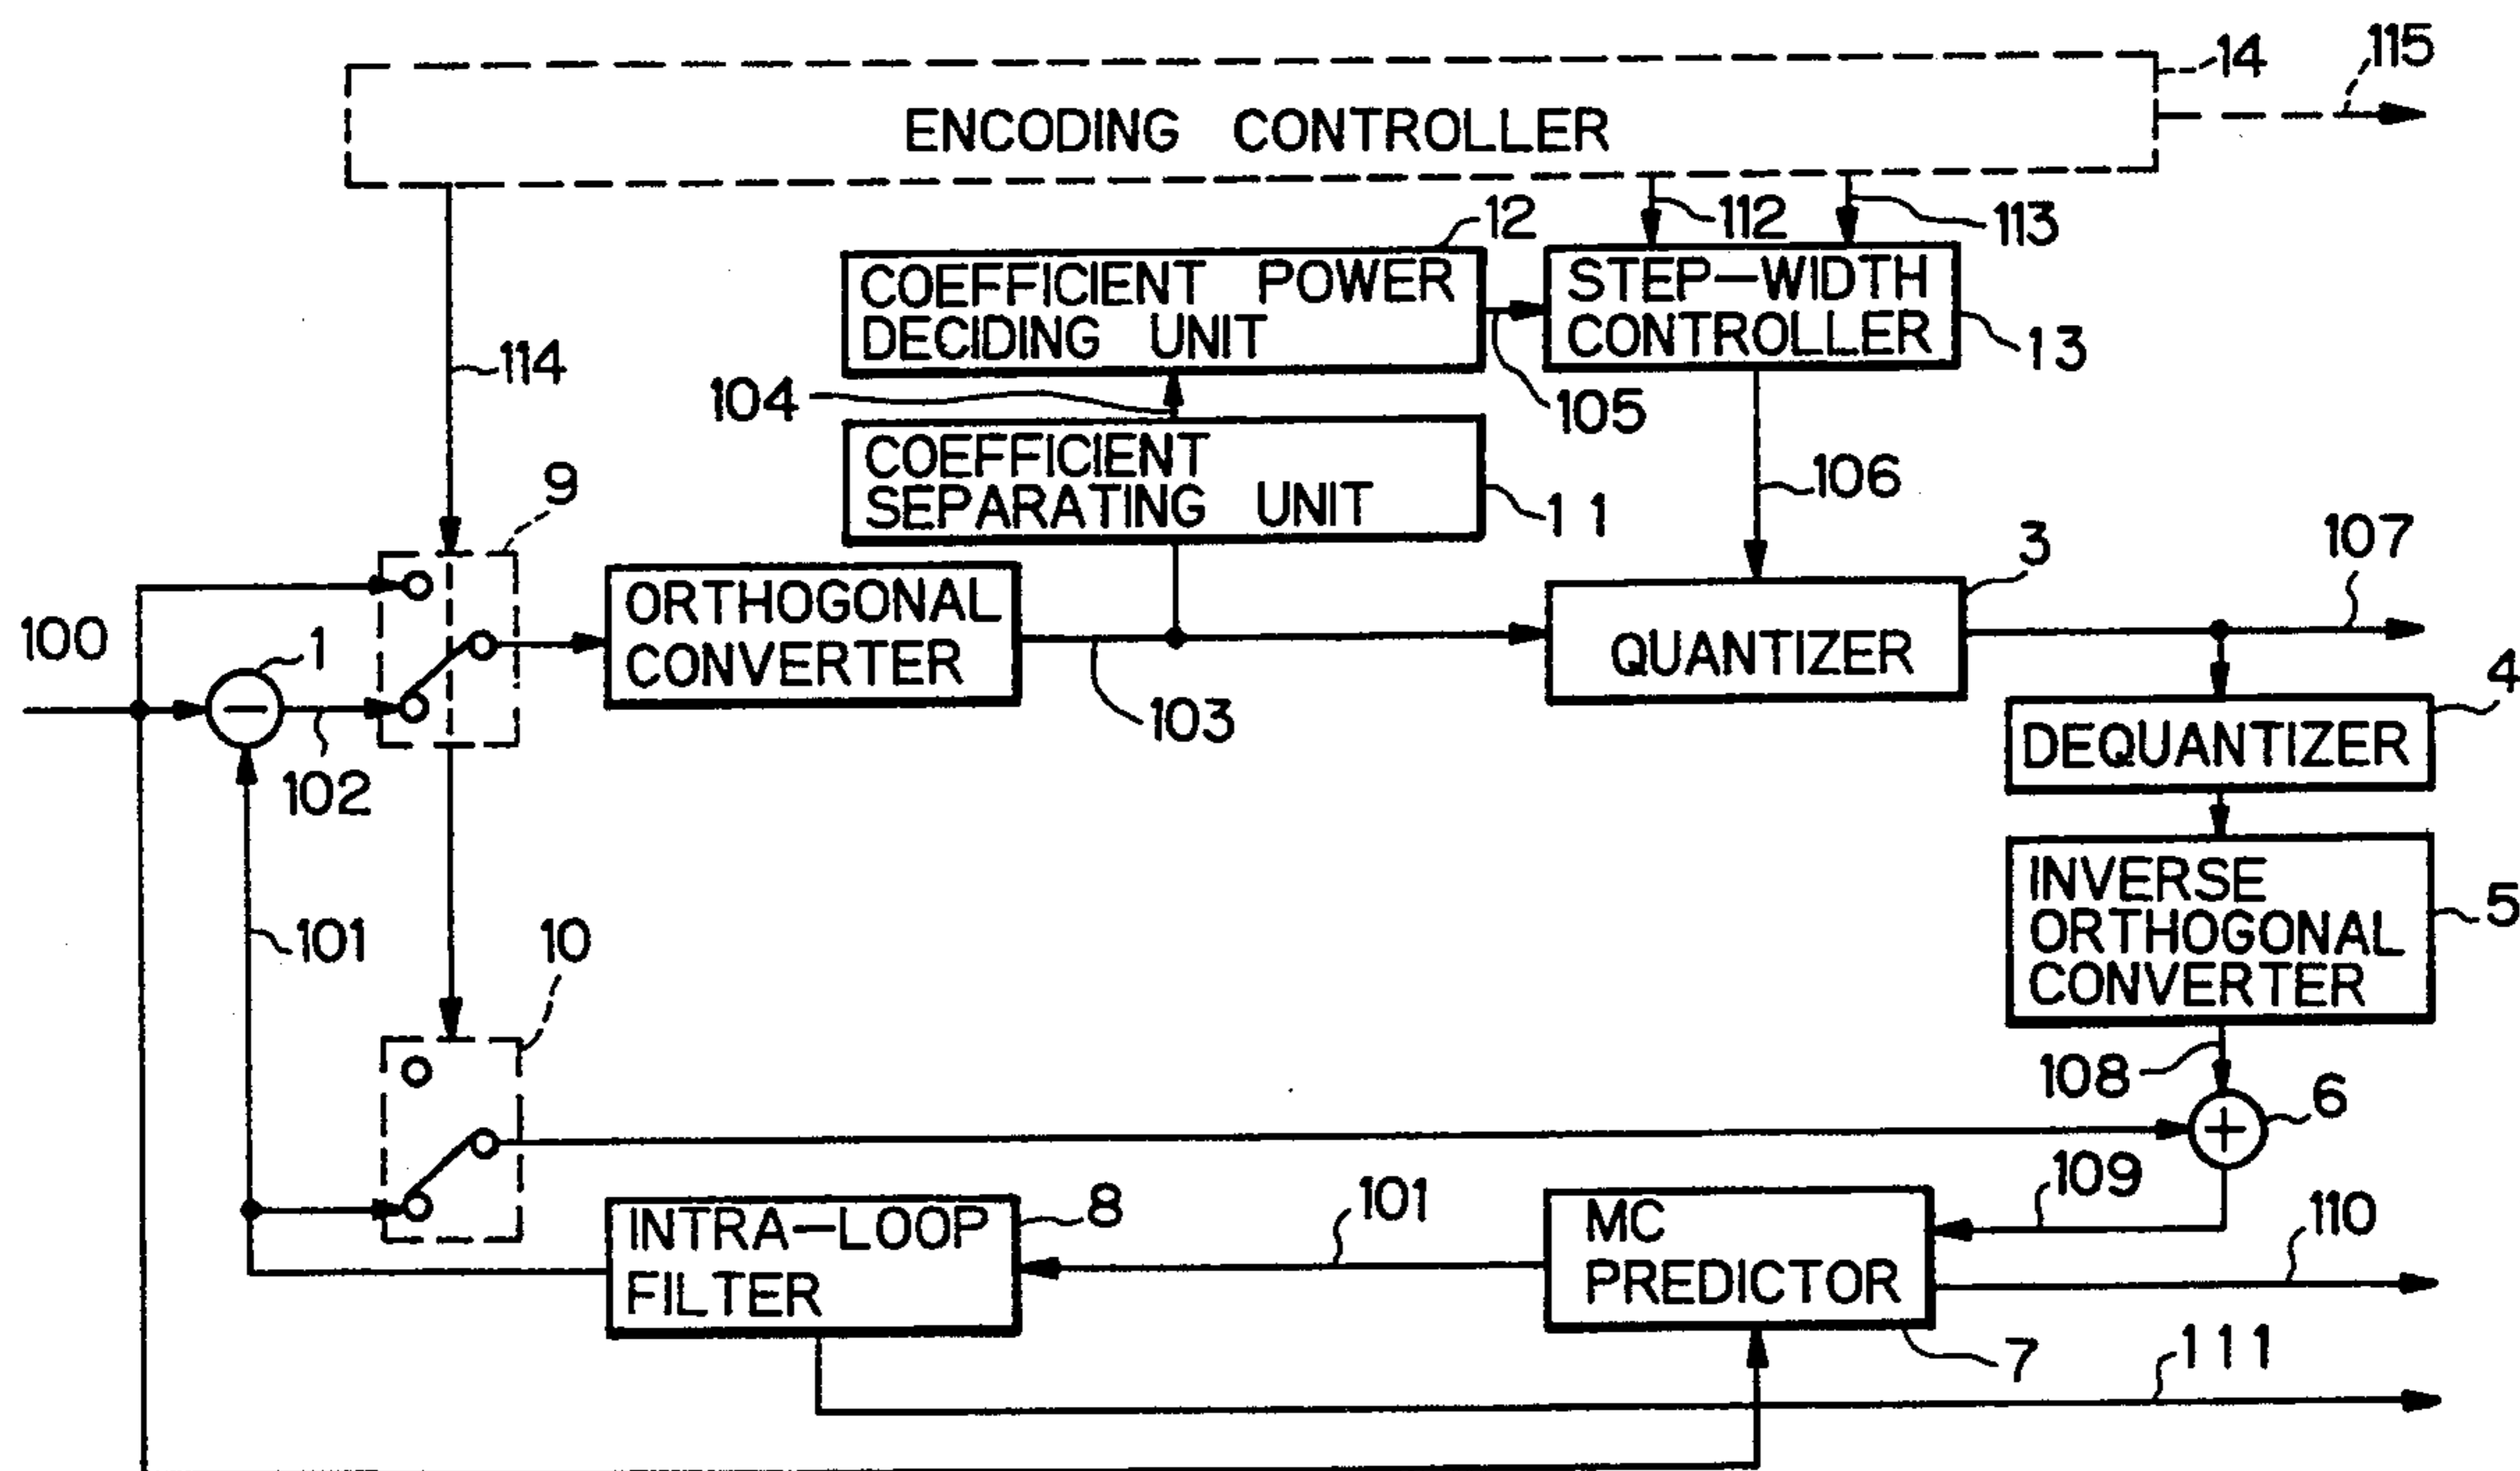 14
115
ENCODING CONTROLLER
12
112
113
COEFFICIENT POWER
DECIDING UNIT
STEP-WIDTH
CONTROLLER
13
114
104
105
COEFFICIENT
SEPARATING UNIT
11
106
9
3
107
100
1
ORTHOGONAL
CONVERTER
QUANTIZER
103
4
102
DEQUANTIZER
INVERSE
ORTHOGONAL
CONVERTER
5
101
10
108
6
+
−
109
101
110
8
INTRA-LOOP
FILTER
MC
PREDICTOR
7
111